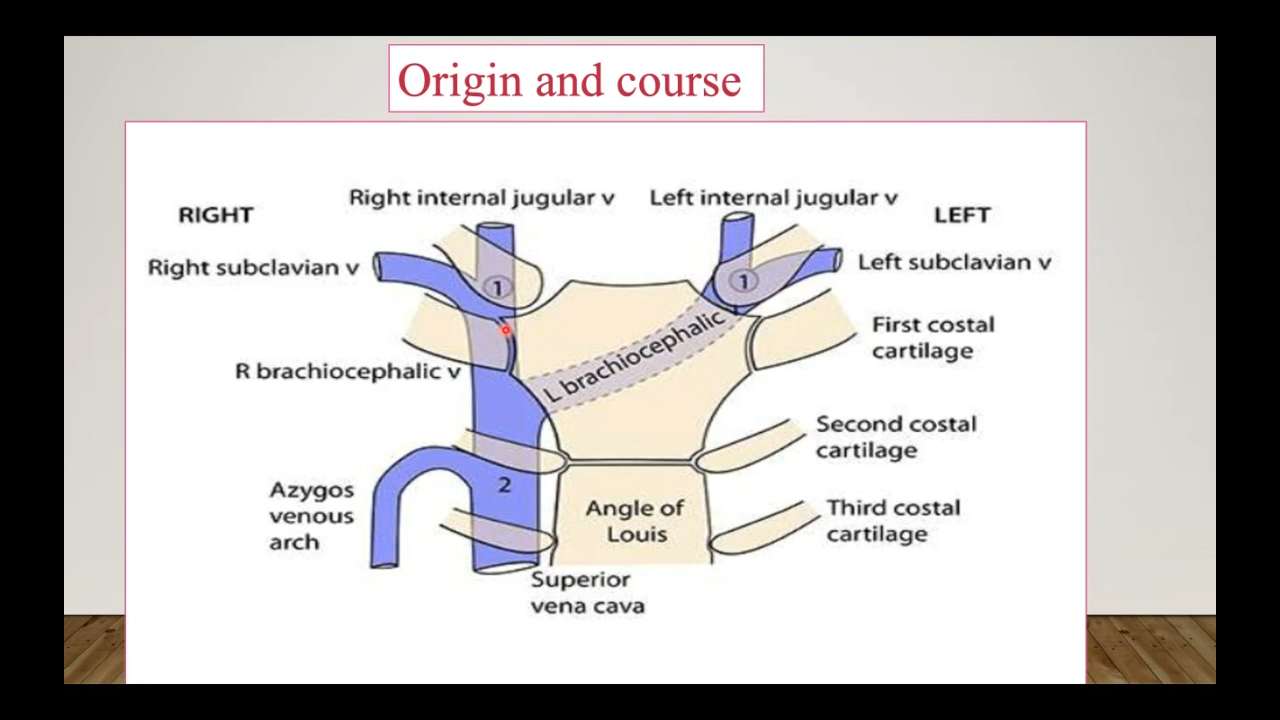 Origin and course
Right internal jugular v
Left internal jugular v
RIGHT
LEFT
Right subclavian v
Left subclavian v
1
1
First costal
cartilage
L brachiocephalic
R brachiocephalic v
Second costal
cartilage
2
Azygos
venous
arch
Angle of
Louis
Third costal
cartilage
Superior
vena cava